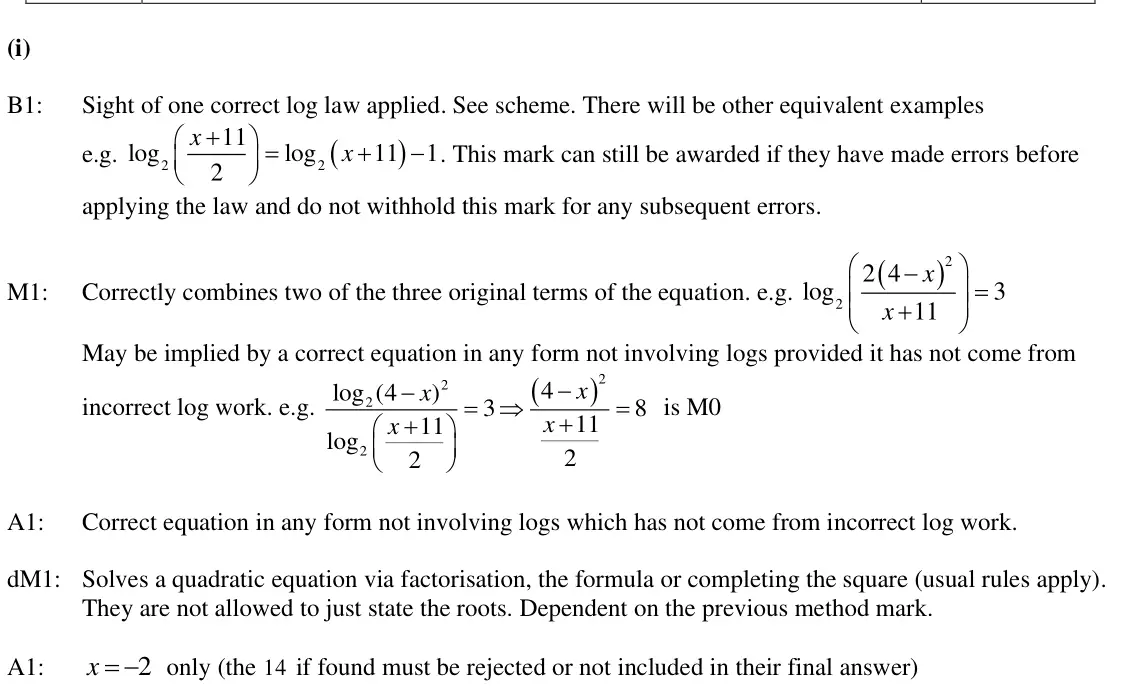 (i)
B1: Sight of one correct log law applied. See scheme. There will be other equivalent examples
e.g. log₂((x+11)/2) = log₂(x+11)−1. This mark can still be awarded if they have made errors before
applying the law and do not withhold this mark for any subsequent errors.
M1: Correctly combines two of the three original terms of the equation. e.g. log₂(2(4−x)²/(x+11)) = 3
May be implied by a correct equation in any form not involving logs provided it has not come from
incorrect log work. e.g. log₂(4−x)²/log₂((x+11)/2) = 3 ⇒ (4−x)²/((x+11)/2) = 8 is M0
A1: Correct equation in any form not involving logs which has not come from incorrect log work.
dM1: Solves a quadratic equation via factorisation, the formula or completing the square (usual rules apply).
They are not allowed to just state the roots. Dependent on the previous method mark.
A1: x = −2 only (the 14 if found must be rejected or not included in their final answer)